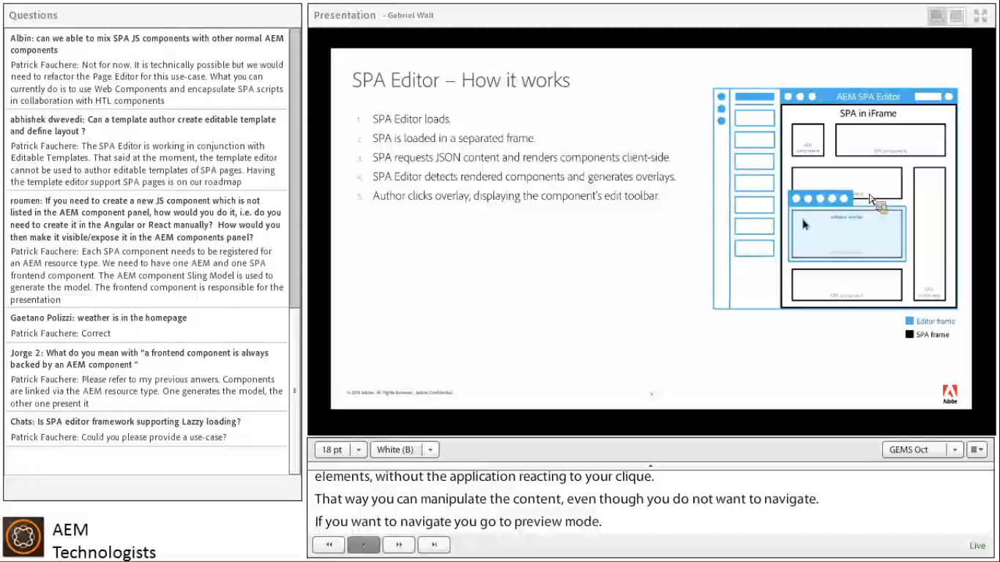 Questions
Albin: can we able to mix SPA JS components with other normal AEM
components
Patrick Fauchere: Not for now. It is technically possible but we would
need to refactor the Page Editor for this use-case. What you can
currently do is to use Web Components and encapsulate SPA scripts
in collaboration with HTL components
abhishek dwevedi: Can a template author create editable template
and define layout ?
Patrick Fauchere: The SPA Editor is working in conjunction with
Editable Templates. That said at the moment, the template editor
cannot be used to author editable templates of SPA pages. Having
the template editor support SPA pages is on our roadmap
roumen: If you need to create a new JS component which is not
listed in the AEM component panel, how would you do it, i.e. do you
need to create it in the Angular or React manually? How would you
then make it visible/expose it in the AEM components panel?
Patrick Fauchere: Each SPA component needs to be registered for
an AEM resource type. We need to have one AEM and one SPA
frontend component. The AEM component Sling Model is used to
generate the model. The frontend component is responsible for the
presentation
Gaetano Polizzi: weather is in the homepage
Patrick Fauchere: Correct
Jorge 2: What do you mean with "a frontend component is always
backed by an AEM component "
Patrick Fauchere: Please refer to my previous anwers. Components
are linked via the AEM resource type. One generates the model, the
other one present it
Chats: Is SPA editor framework supporting Lazzy loading?
Patrick Fauchere: Could you please provide a use-case?
AEM
Technologists
Presentation - Gabriel Walt
SPA Editor – How it works
1. SPA Editor loads.
2. SPA is loaded in a separated frame.
3. SPA requests JSON content and renders components client-side.
4. SPA Editor detects rendered components and generates overlays.
5. Author clicks overlay, displaying the component's edit toolbar.
AEM SPA Editor
SPA in iFrame
SPA
component
SPA component
editable overlay
SPA component
SPA
component
Editor frame
SPA frame
Adobe
18 pt
White (B)
GEMS Oct
elements, without the application reacting to your clique.
That way you can manipulate the content, even though you do not want to navigate.
If you want to navigate you go to preview mode.
Live